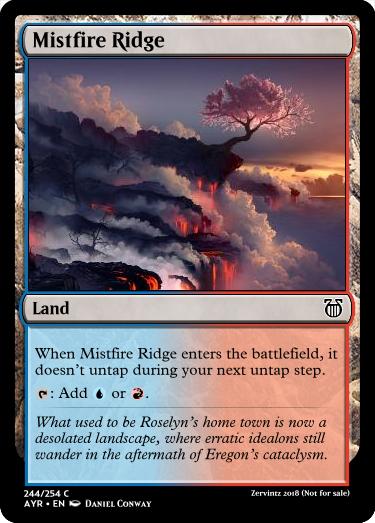 Mistfire Ridge
Land
When Mistfire Ridge enters the battlefield, it
doesn't untap during your next untap step.
: Add or .
What used to be Roselyn's home town is now a
desolated landscape, where erratic idealons still
wander in the aftermath of Eregon's cataclysm.
244/254 C
Zervintz 2018 (Not for sale)
AYR • EN Daniel Conway